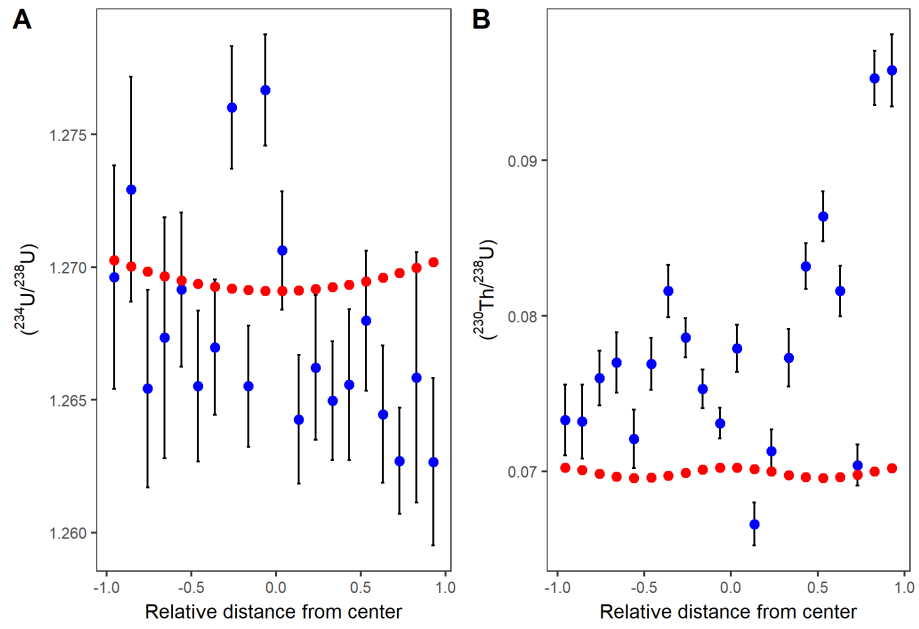 A
B
1.275
1.270
1.265
1.260
(²³⁴U/²³⁸U)
-1.0 -0.5 0.0 0.5 1.0
Relative distance from center
0.09
0.08
0.07
(²³⁰Th/²³⁸U)
-1.0 -0.5 0.0 0.5 1.0
Relative distance from center